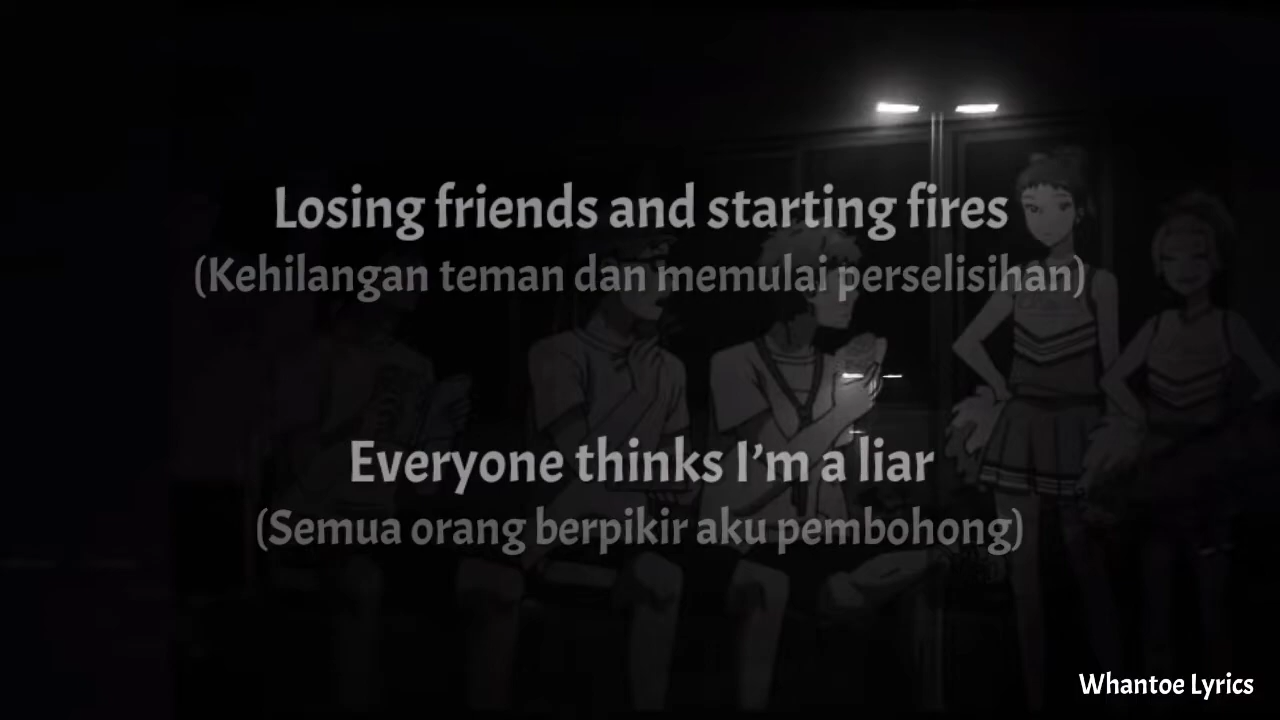 Losing friends and starting fires
(Kehilangan teman dan memulai perselisihan)
Everyone thinks I'm a liar
(Semua orang berpikir aku pembohong)
Whantoe Lyrics